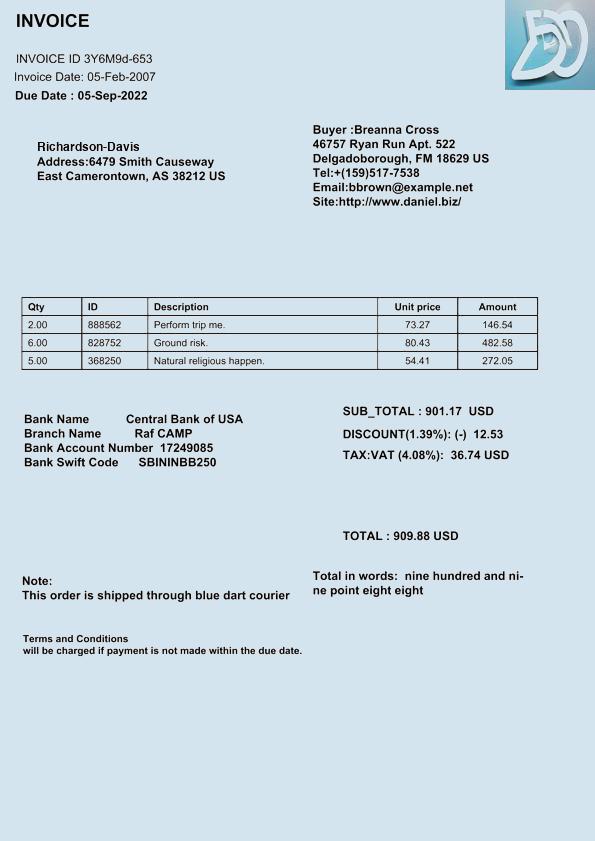 INVOICE
INVOICE ID 3Y6M9d-653
Invoice Date: 05-Feb-2007
Due Date : 05-Sep-2022
Richardson-Davis
Address:6479 Smith Causeway
East Camerontown, AS 38212 US
Buyer :Breanna Cross
46757 Ryan Run Apt. 522
Delgadoborough, FM 18629 US
Tel:+(159)517-7538
Email:bbrown@example.net
Site:http://www.daniel.biz/
Qty ID Description Unit price Amount
2.00 888562 Perform trip me. 73.27 146.54
6.00 828752 Ground risk. 80.43 482.58
5.00 368250 Natural religious happen. 54.41 272.05
Bank Name Central Bank of USA
Branch Name Raf CAMP
Bank Account Number 17249085
Bank Swift Code SBININBB250
SUB_TOTAL : 901.17 USD
DISCOUNT(1.39%): (-) 12.53
TAX:VAT (4.08%): 36.74 USD
TOTAL : 909.88 USD
Total in words: nine hundred and ni-
ne point eight eight
Note:
This order is shipped through blue dart courier
Terms and Conditions
will be charged if payment is not made within the due date.